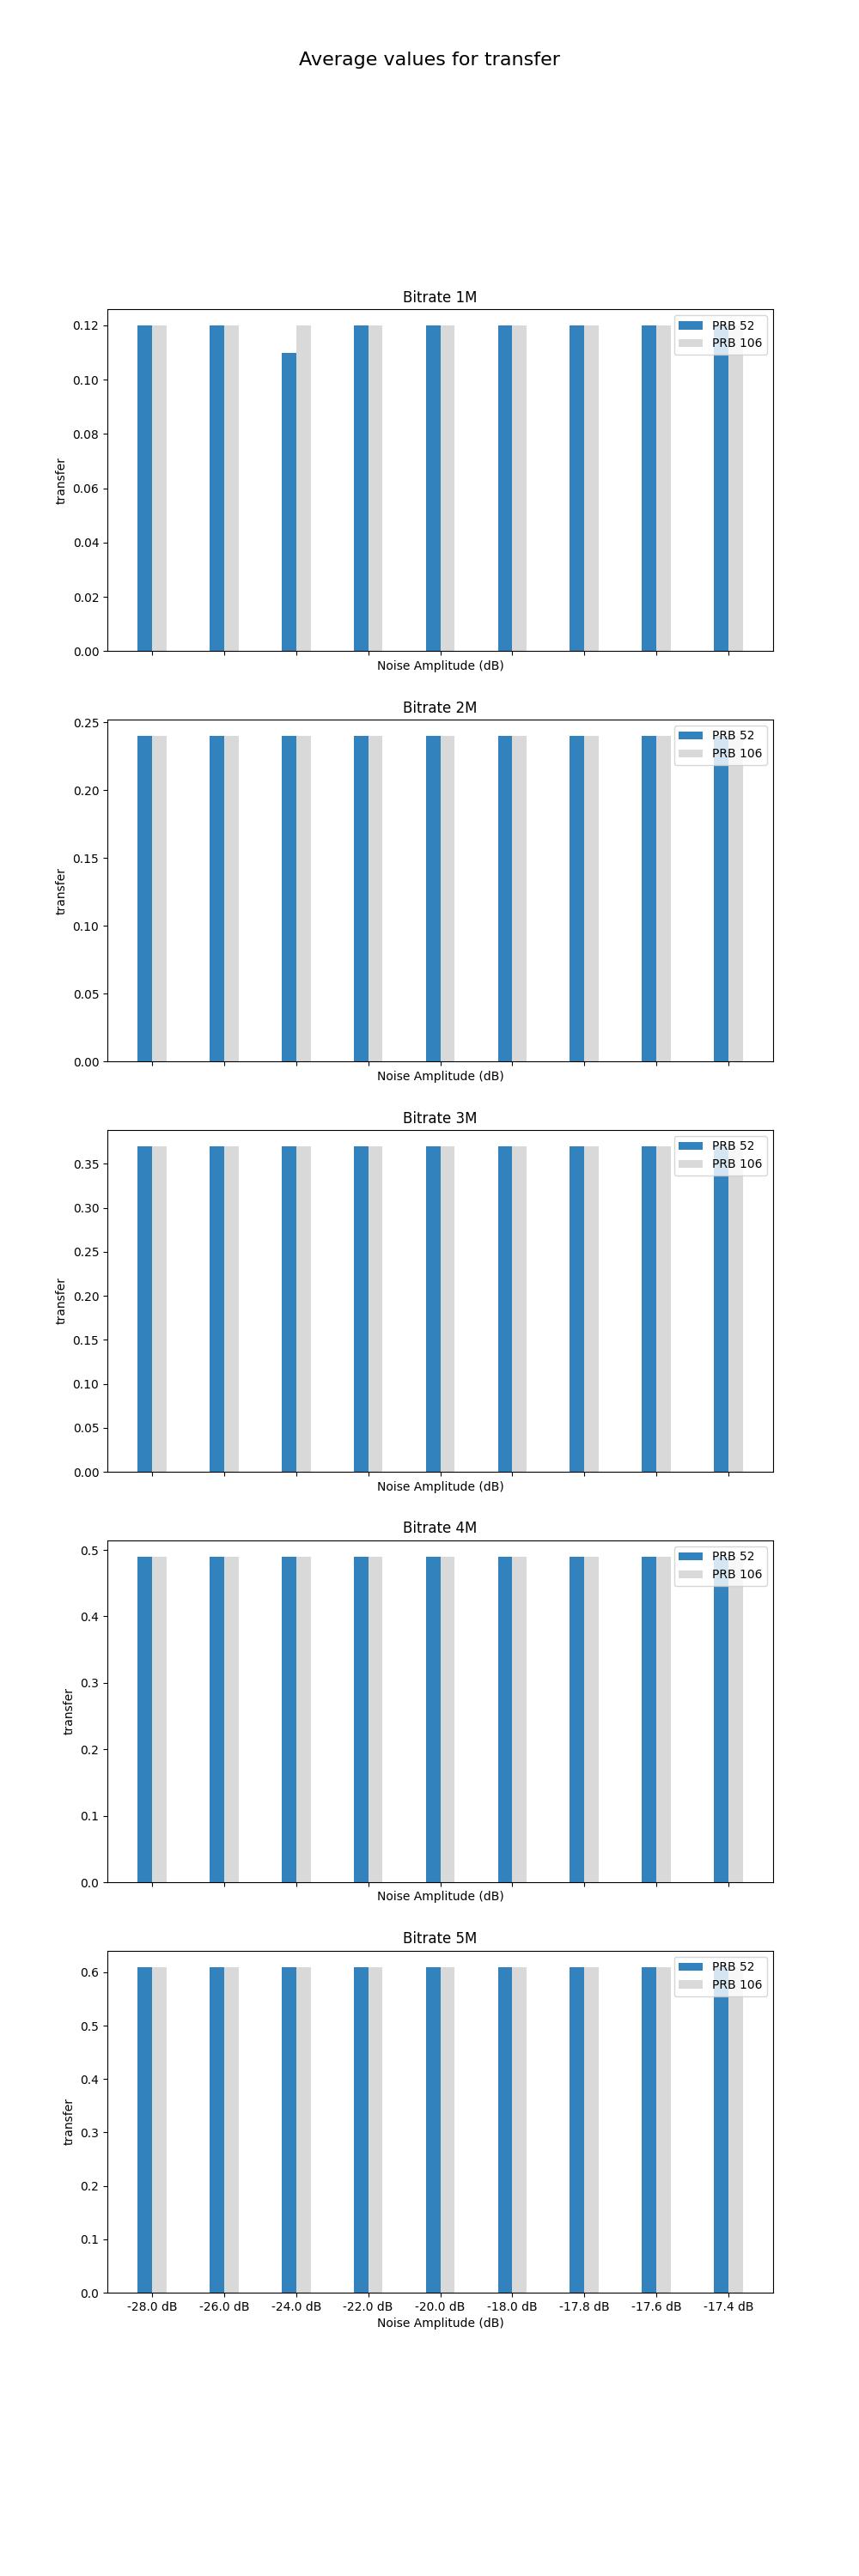 Average values for transfer
Bitrate 1M
0.12
0.10
0.08
0.06
0.04
0.02
0.00
transfer
PRB 52
PRB 106
Noise Amplitude (dB)
Bitrate 2M
0.25
0.20
0.15
0.10
0.05
0.00
transfer
PRB 52
PRB 106
Noise Amplitude (dB)
Bitrate 3M
0.35
0.30
0.25
0.20
0.15
0.10
0.05
0.00
transfer
PRB 52
PRB 106
Noise Amplitude (dB)
Bitrate 4M
0.5
0.4
0.3
0.2
0.1
0.0
transfer
PRB 52
PRB 106
Noise Amplitude (dB)
Bitrate 5M
0.6
0.5
0.4
0.3
0.2
0.1
0.0
transfer
PRB 52
PRB 106
-28.0 dB -26.0 dB -24.0 dB -22.0 dB -20.0 dB -18.0 dB -17.8 dB -17.6 dB -17.4 dB
Noise Amplitude (dB)